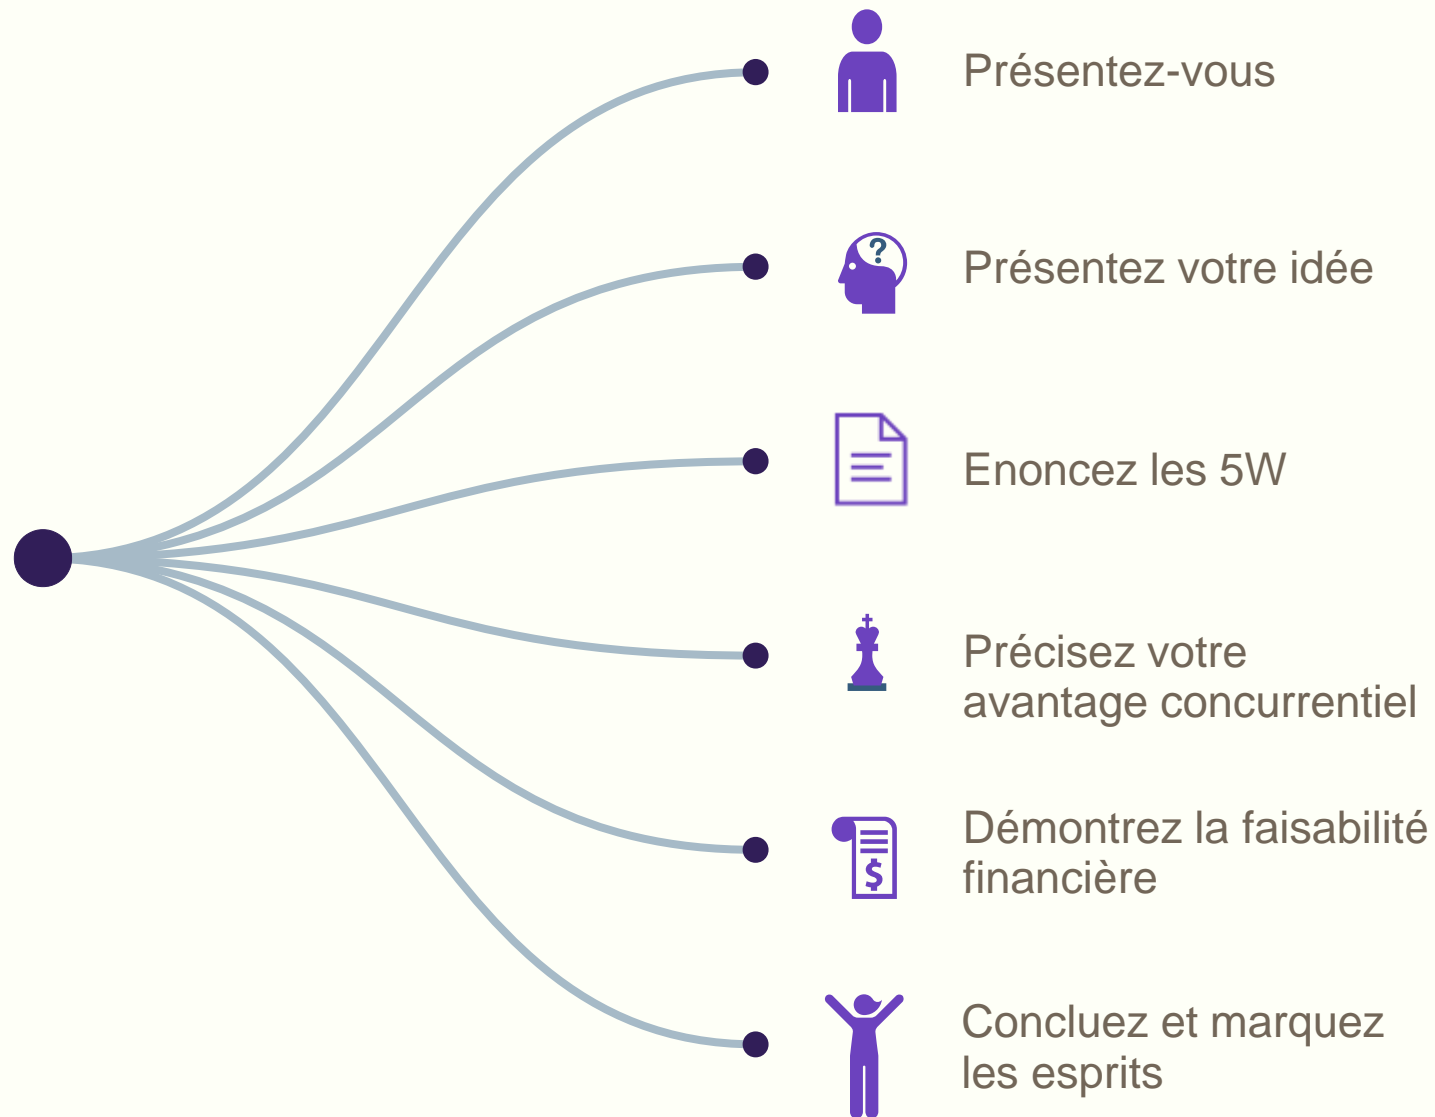 Présentez-vous
?
Présentez votre idée
Enoncez les 5W
Précisez votre
avantage concurrentiel
Démontrez la faisabilité
financière
$
Concluez et marquez
les esprits